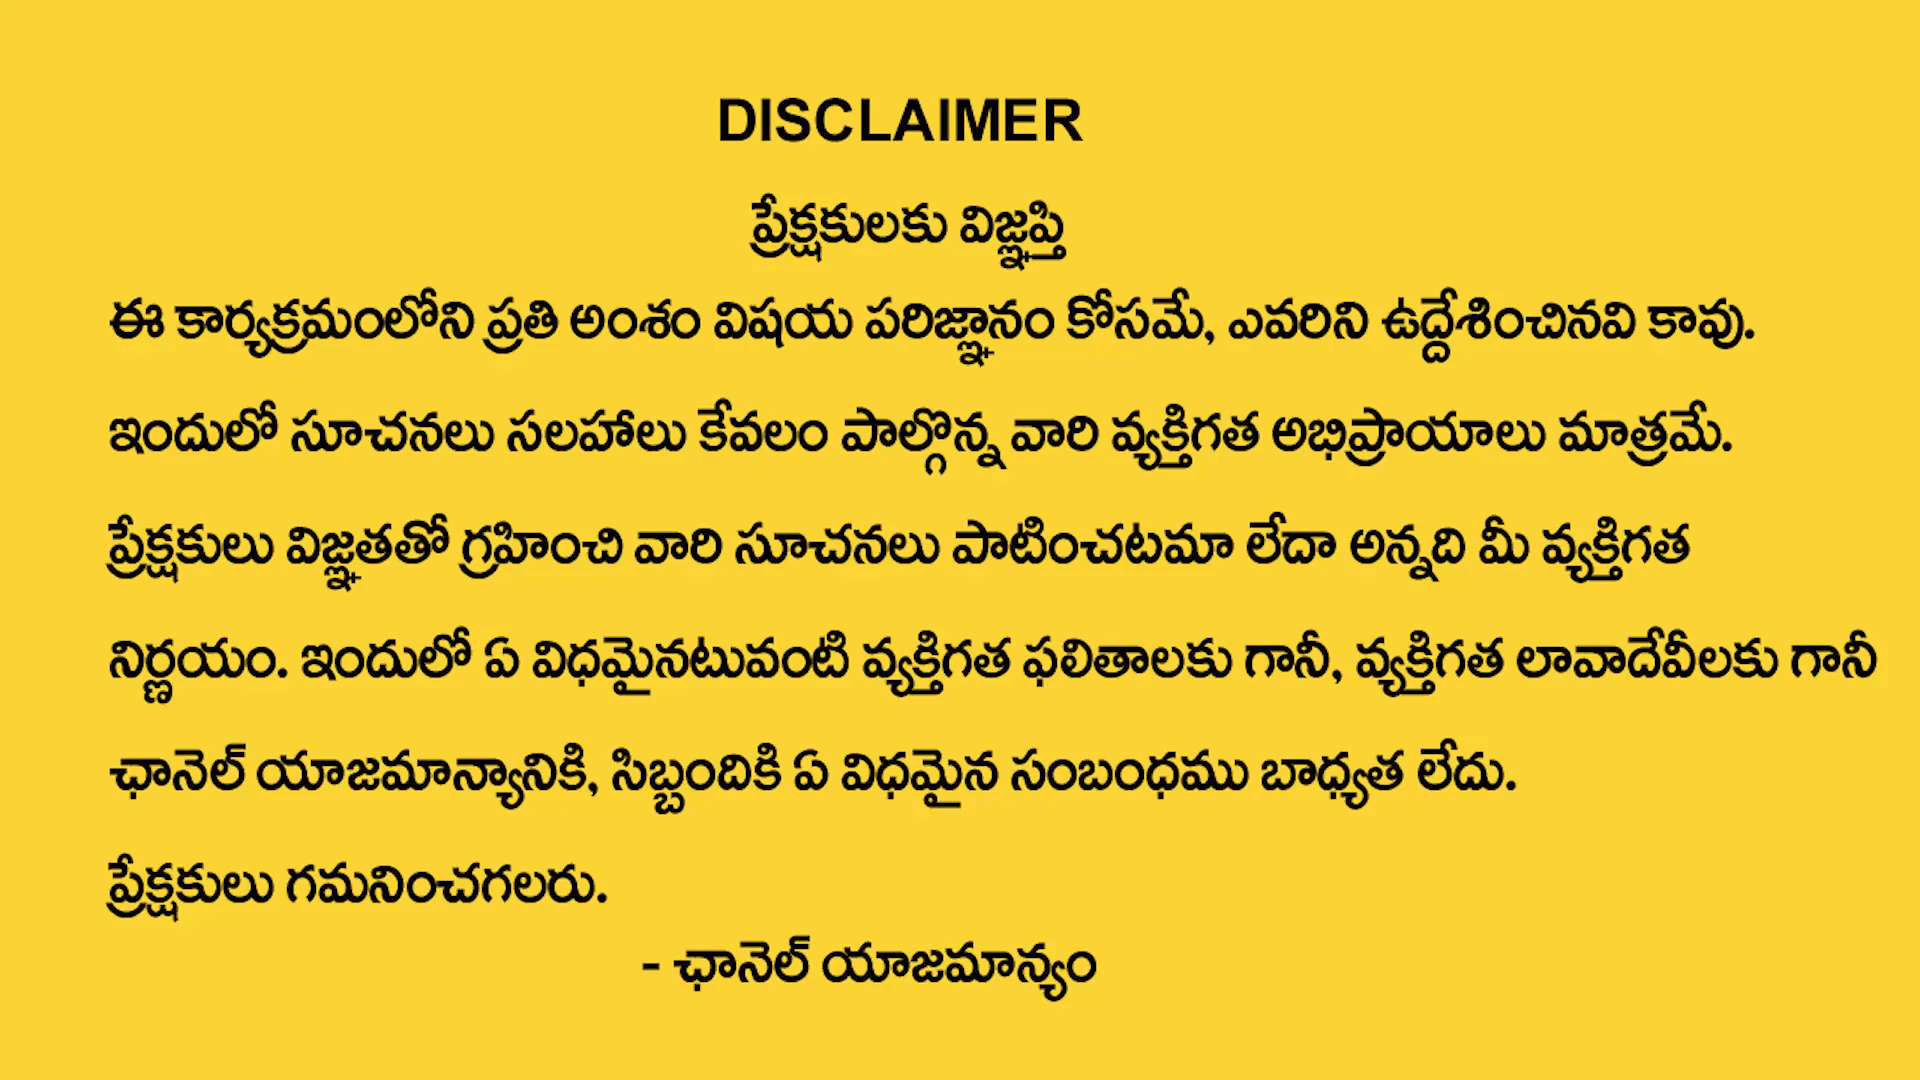 DISCLAIMER
ప్రేక్షకులకు విజ్ఞప్తి
ఈ కార్యక్రమంలోని ప్రతి అంశం విషయ పరిజ్ఞానం కోసమే, ఎవరిని ఉద్దేశించినవి కావు.
ఇందులో సూచనలు సలహాలు కేవలం పాల్గొన్న వారి వ్యక్తిగత అభిప్రాయాలు మాత్రమే.
ప్రేక్షకులు విజ్ఞతతో గ్రహించి వారి సూచనలు పాటించటమా లేదా అన్నది మీ వ్యక్తిగత
నిర్ణయం. ఇందులో ఏ విధమైనటువంటి వ్యక్తిగత ఫలితాలకు గానీ, వ్యక్తిగత లావాదేవీలకు గానీ
ఛానెల్ యాజమాన్యానికి, సిబ్బందికి ఏ విధమైన సంబంధము బాధ్యత లేదు.
ప్రేక్షకులు గమనించగలరు.
- ఛానెల్ యాజమాన్యం